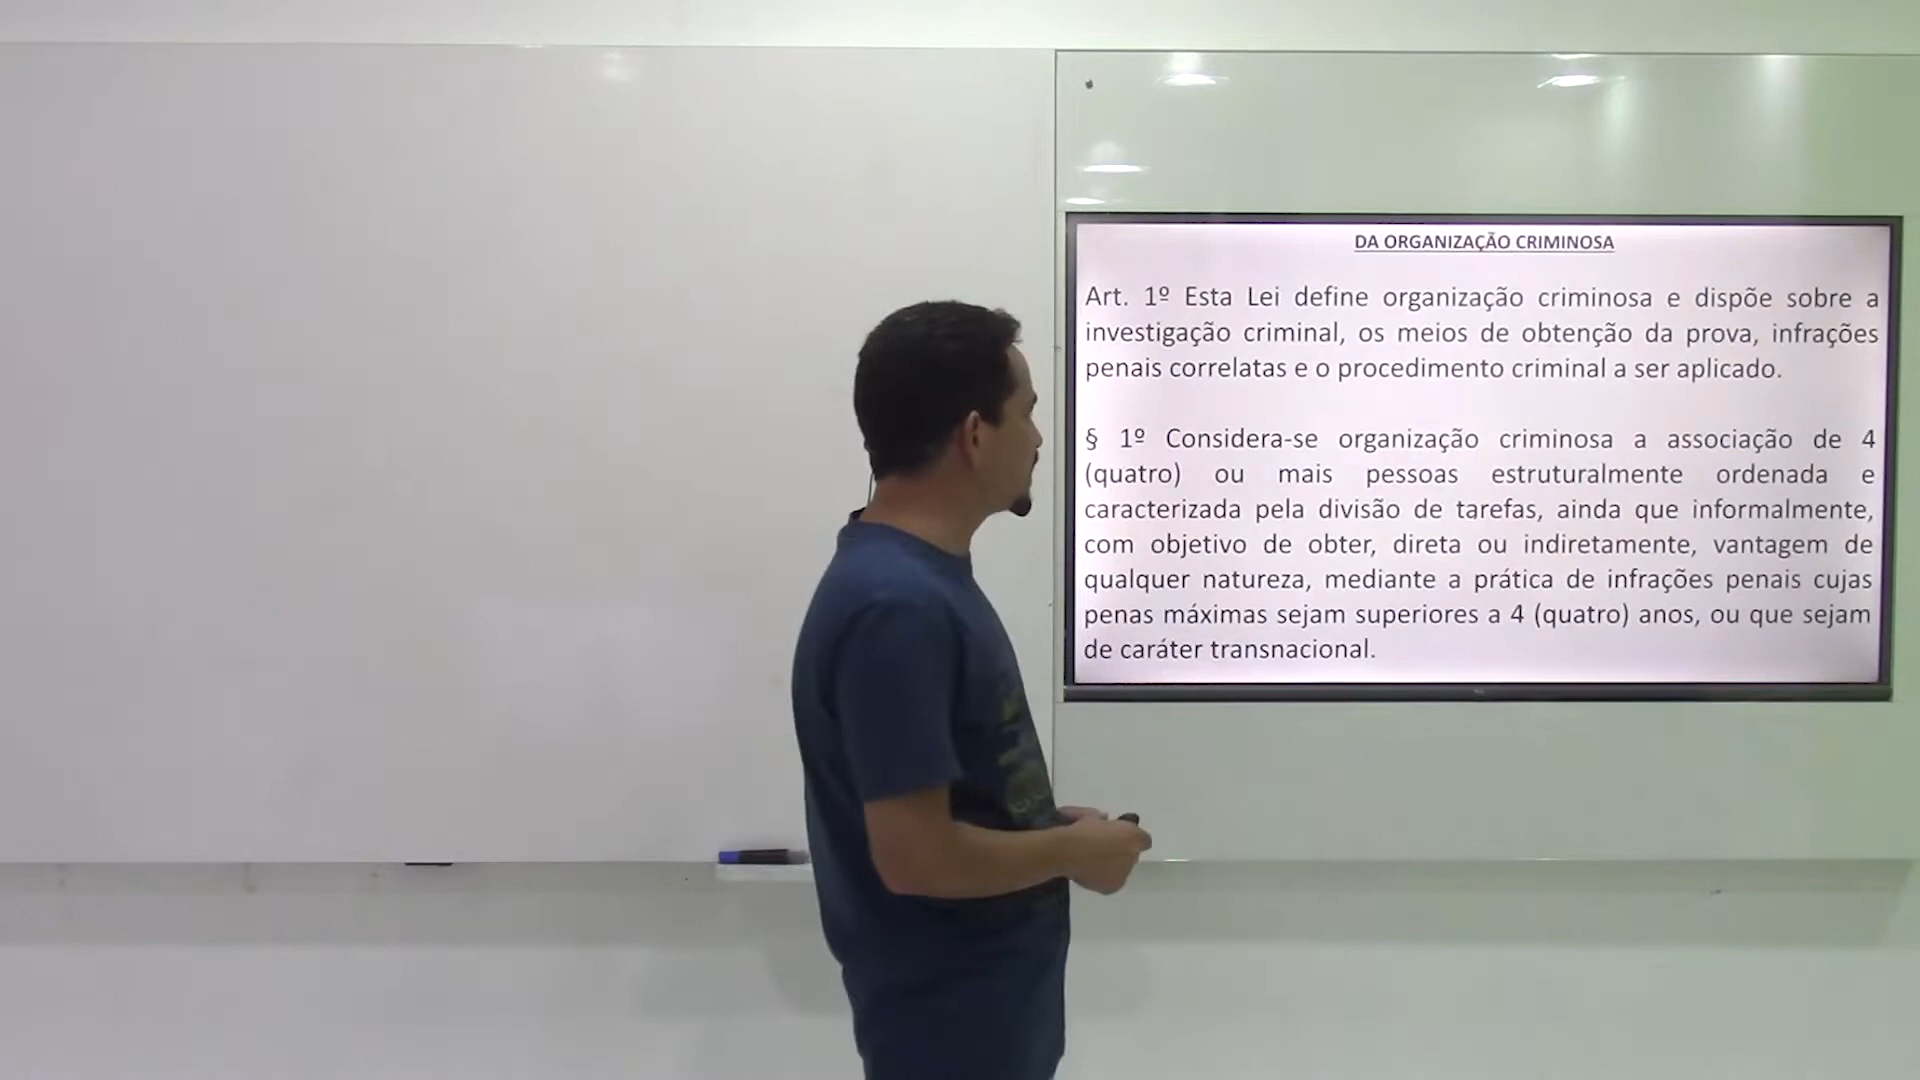 DA ORGANIZAÇÃO CRIMINOSA
Art. 1º Esta Lei define organização criminosa e dispõe sobre a
investigação criminal, os meios de obtenção da prova, infrações
penais correlatas e o procedimento criminal a ser aplicado.
§ 1º Considera-se organização criminosa a associação de 4
(quatro) ou mais pessoas estruturalmente ordenada e
caracterizada pela divisão de tarefas, ainda que informalmente,
com objetivo de obter, direta ou indiretamente, vantagem de
qualquer natureza, mediante a prática de infrações penais cujas
penas máximas sejam superiores a 4 (quatro) anos, ou que sejam
de caráter transnacional.